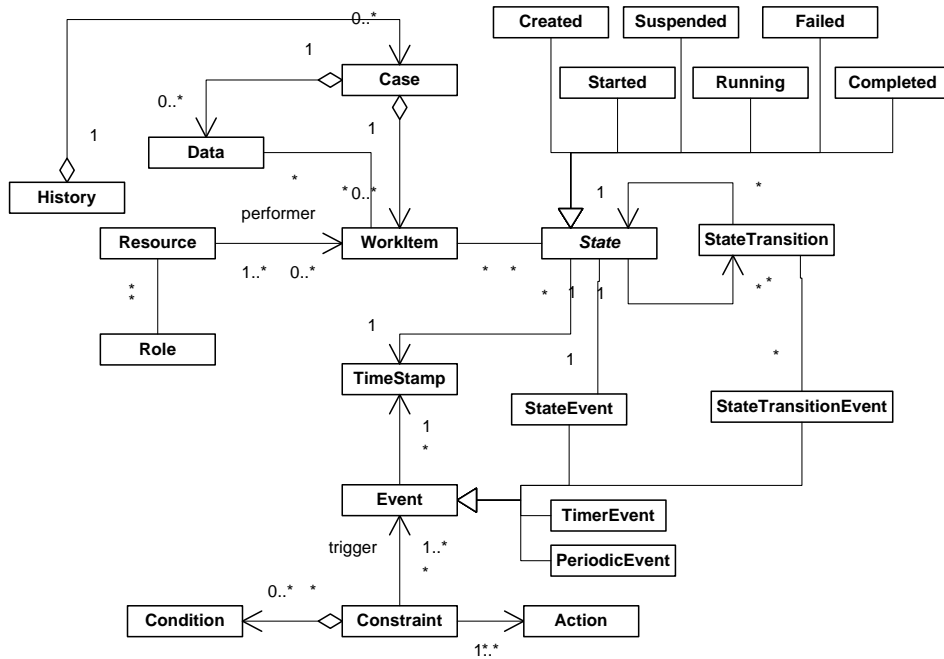 Created
Suspended
Failed
Started
Running
Completed
0..*
1
Case
0..*
1
1
Data
*
*
0..*
History
performer
1
*
Resource
WorkItem
State
StateTransition
1..*
0..*
*
*
*
1
1
*
*
*
*
1
1
*
Role
TimeStamp
StateEvent
StateTransitionEvent
1
*
Event
TimerEvent
trigger
1..*
*
PeriodicEvent
0..*
*
Condition
Constraint
Action
1..*
*